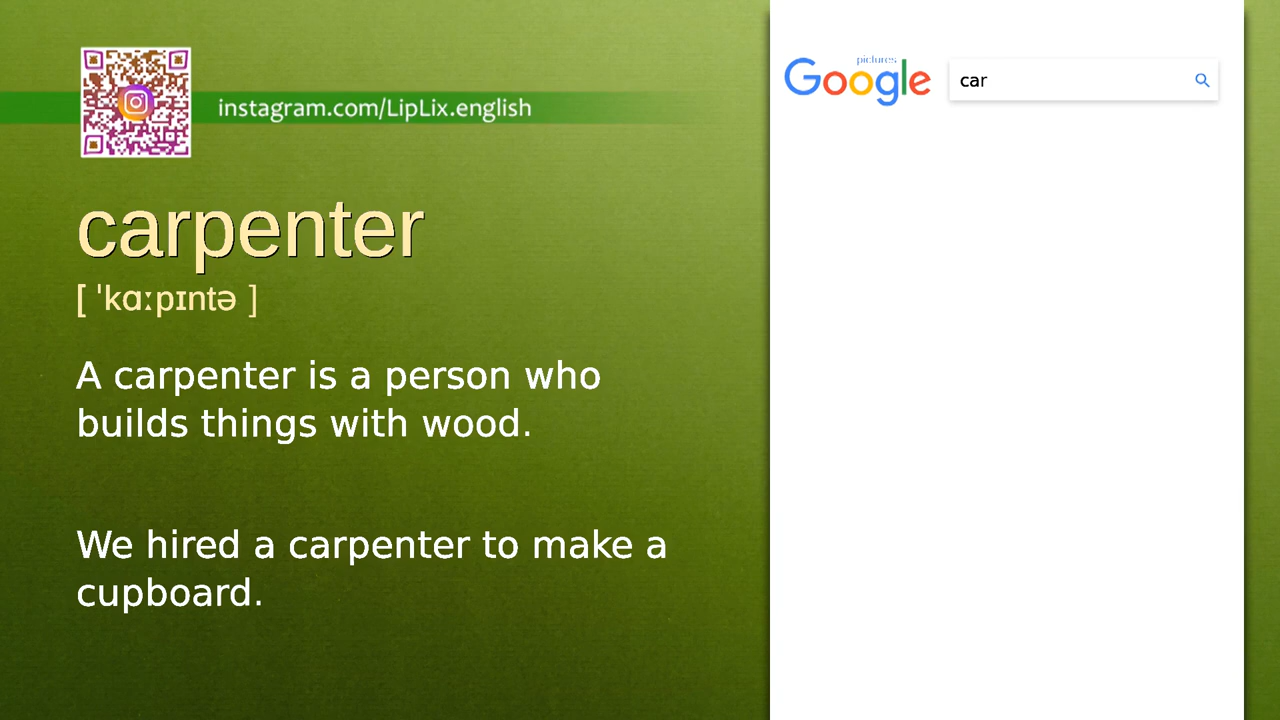 instagram.com/LipLix.english
carpenter
[ ˈkɑːpɪntə ]
A carpenter is a person who
builds things with wood.
We hired a carpenter to make a
cupboard.
pictures
Google
car